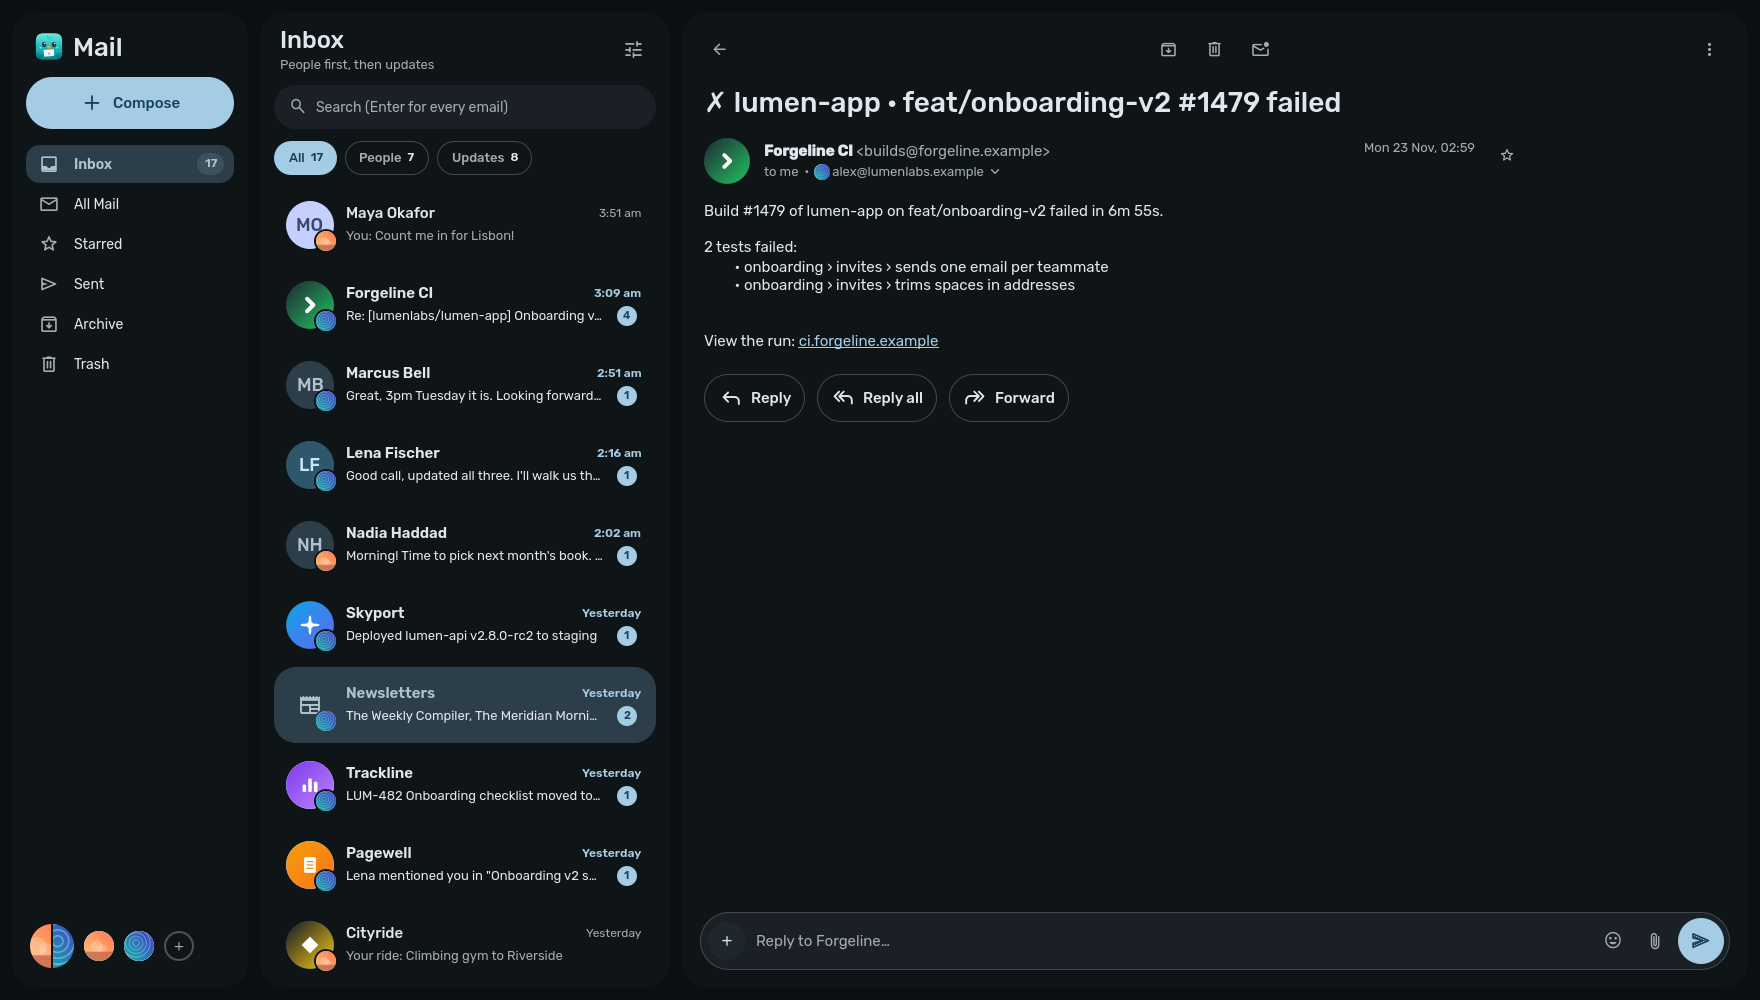 Mail
Compose
Inbox 17
All Mail
Starred
Sent
Archive
Trash
Inbox
People first, then updates
Search (Enter for every email)
All 17
People 7
Updates 8
MO
Maya Okafor
3:51 am
You: Count me in for Lisbon!
Forgeline CI
3:09 am
Re: [lumenlabs/lumen-app] Onboarding v...
4
MB
Marcus Bell
2:51 am
Great, 3pm Tuesday it is. Looking forward...
1
LF
Lena Fischer
2:16 am
Good call, updated all three. I'll walk us th...
1
NH
Nadia Haddad
2:02 am
Morning! Time to pick next month's book. ...
1
Skyport
Yesterday
Deployed lumen-api v2.8.0-rc2 to staging
1
Newsletters
Yesterday
The Weekly Compiler, The Meridian Morni...
2
Trackline
Yesterday
LUM-482 Onboarding checklist moved to...
1
Pagewell
Yesterday
Lena mentioned you in "Onboarding v2 s...
1
Cityride
Yesterday
Your ride: Climbing gym to Riverside
✗ lumen-app • feat/onboarding-v2 #1479 failed
Forgeline CI <builds@forgeline.example>
Mon 23 Nov, 02:59
to me • alex@lumenlabs.example
Build #1479 of lumen-app on feat/onboarding-v2 failed in 6m 55s.
2 tests failed:
• onboarding › invites › sends one email per teammate
• onboarding › invites › trims spaces in addresses
View the run: ci.forgeline.example
Reply
Reply all
Forward
Reply to Forgeline...